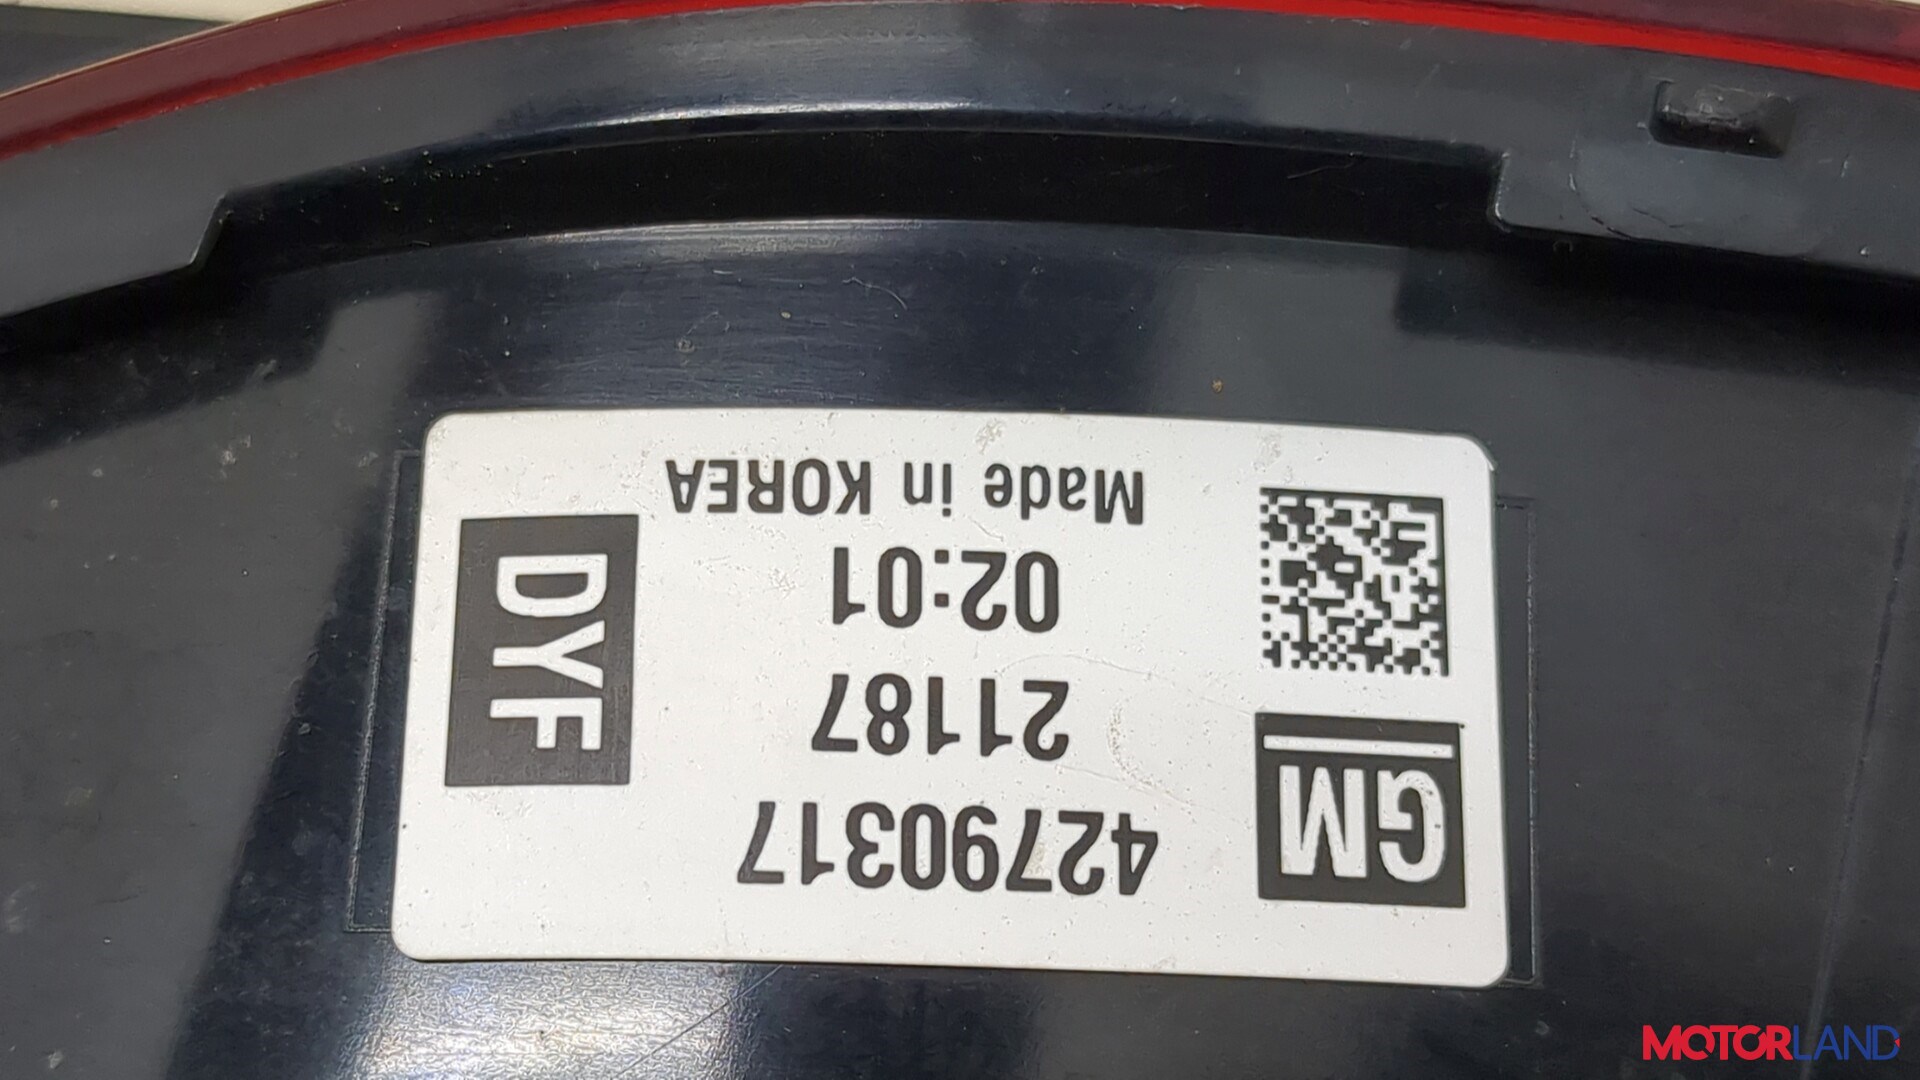 GM
42790317
21187
02:01
Made in KOREA
DYF
MOTORLAND